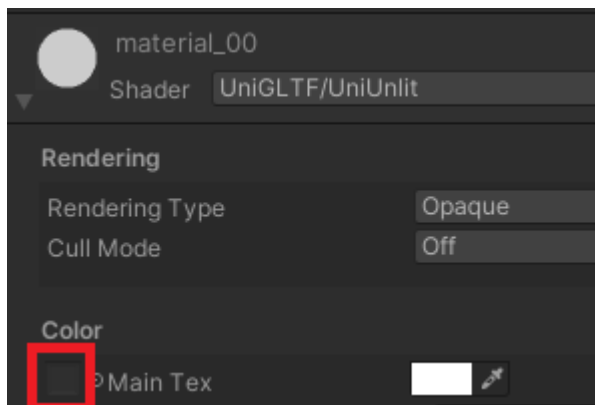 material_00
Shader UniGLTF/UniUnlit
Rendering
Rendering Type Opaque
Cull Mode Off
Color
Main Tex